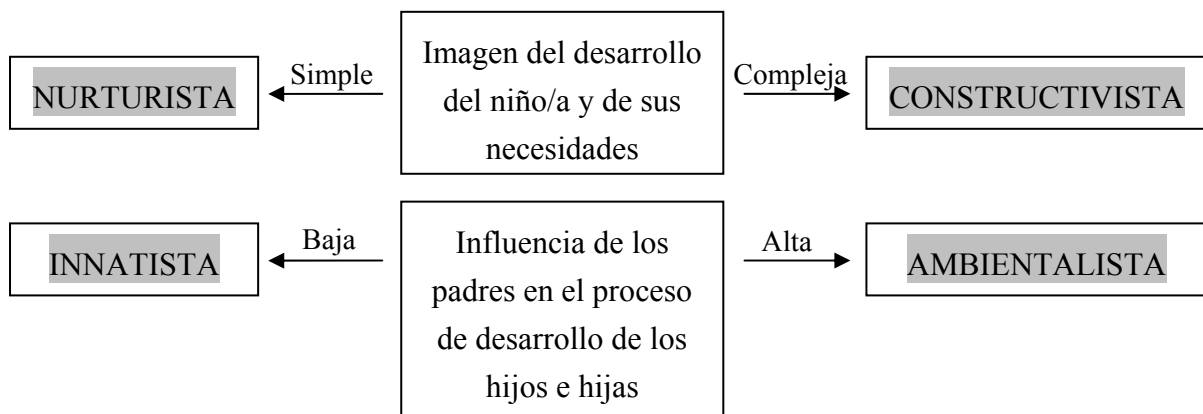 NURTURISTA
Simple
Imagen del desarrollo
del niño/a y de sus
necesidades
Compleja
CONSTRUCTIVISTA
INNATISTA
Baja
Influencia de los
padres en el proceso
de desarrollo de los
hijos e hijas
Alta
AMBIENTALISTA